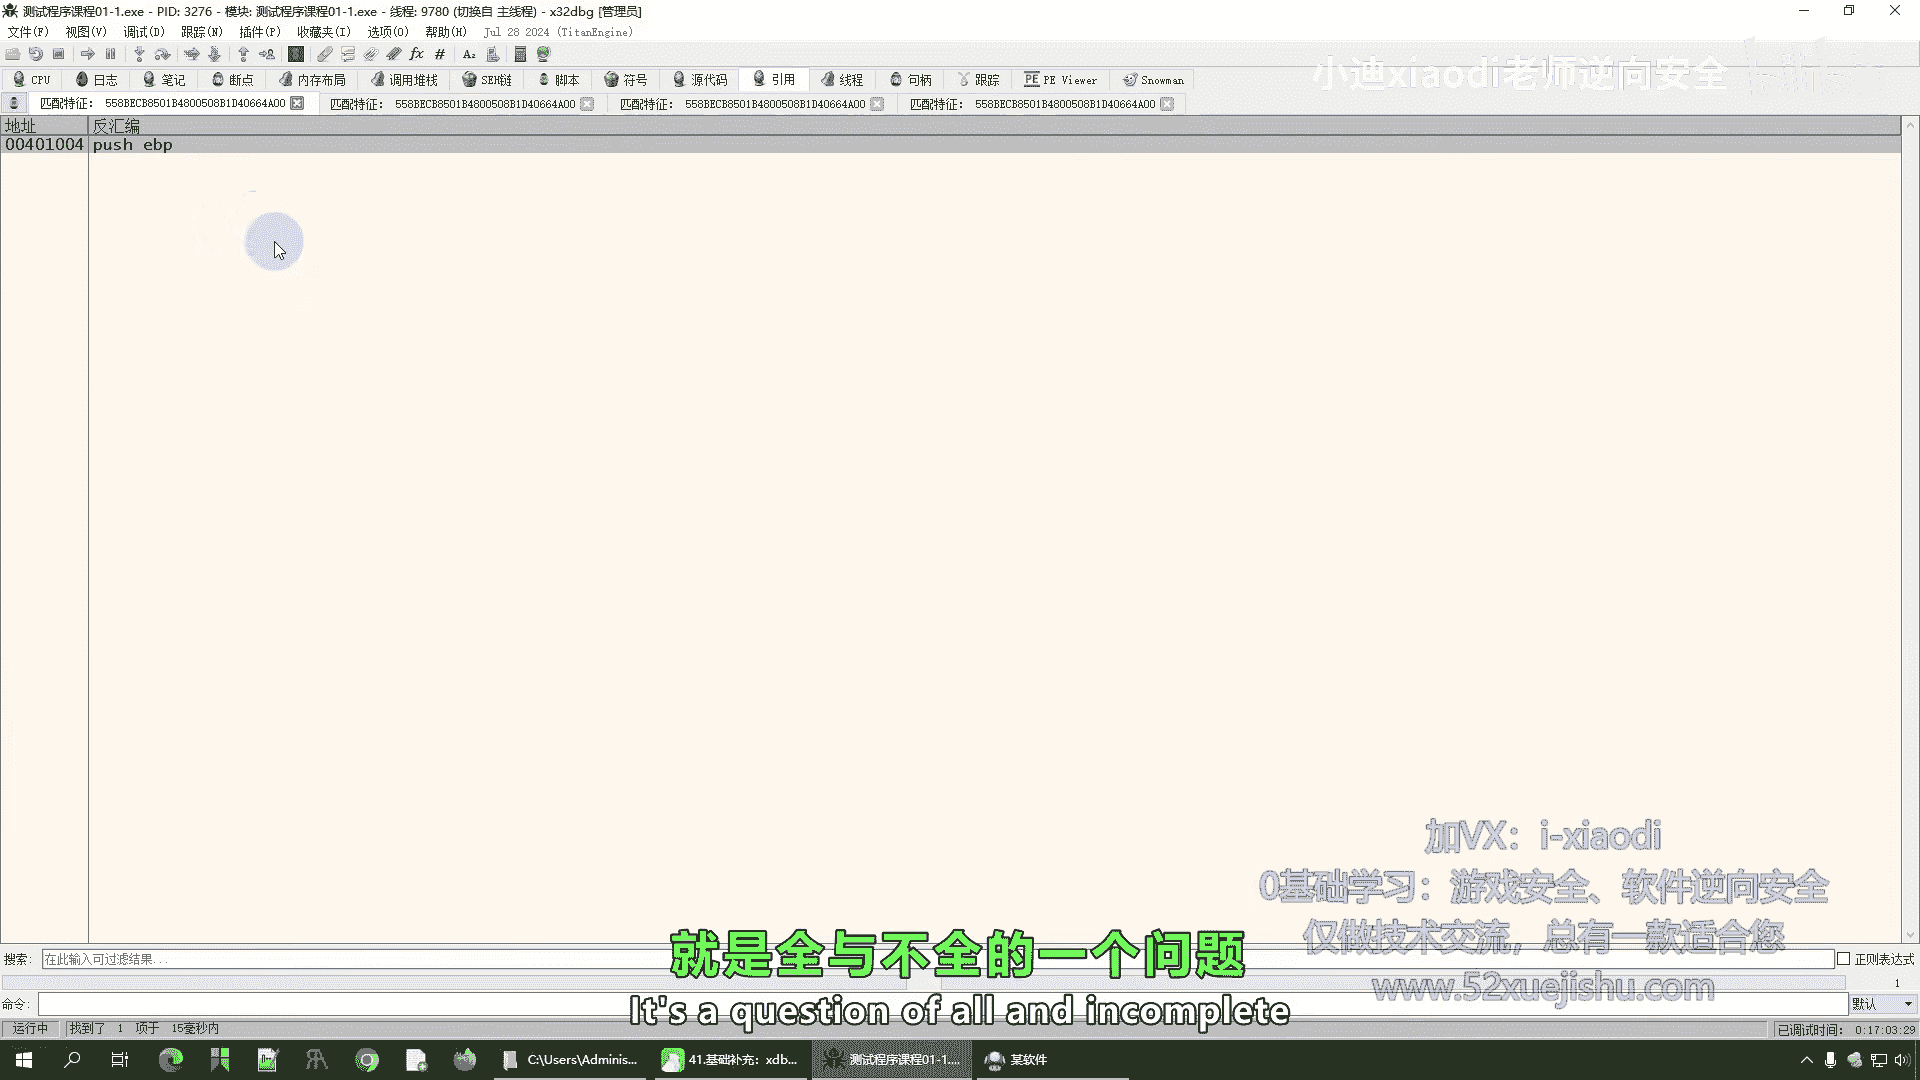 测试程序课程01-1.exe - PID: 3276 - 模块: 测试程序课程01-1.exe - 线程: 9780 (切换自 主线程) - x32dbg [管理员]
文件(F) 视图(V) 调试(D) 跟踪(N) 插件(P) 收藏夹(I) 选项(O) 帮助(H) Jul 28 2024 (TitanEngine)
小迪xiaodi老师逆向安全
CPU 日志 笔记 断点 内存布局 调用堆栈 SEH链 脚本 符号 源代码 引用 线程 句柄 跟踪 PE Viewer Snowman
匹配特征: 558BECB8501B4800508B1D40664A00 匹配特征: 558BECB8501B4800508B1D40664A00 匹配特征: 558BECB8501B4800508B1D40664A00 匹配特征: 558BECB8501B4800508B1D40664A00
地址 反汇编
00401004 push ebp
加VX：i-xiaodi
0基础学习：游戏安全、软件逆向安全
仅做技术交流，总有一款适合您
www.52xuejishu.com
就是全与不全的一个问题
It's a question of all and incomplete
搜索: 在此输入可过滤结果... 正则表达式
1
命令: 默认
运行中 找到了 1 项于 15毫秒内 已调试时间: 0:17:03:29
C:\Users\Adminis... 41.基础补充：xdb... 测试程序课程01-1.... 某软件